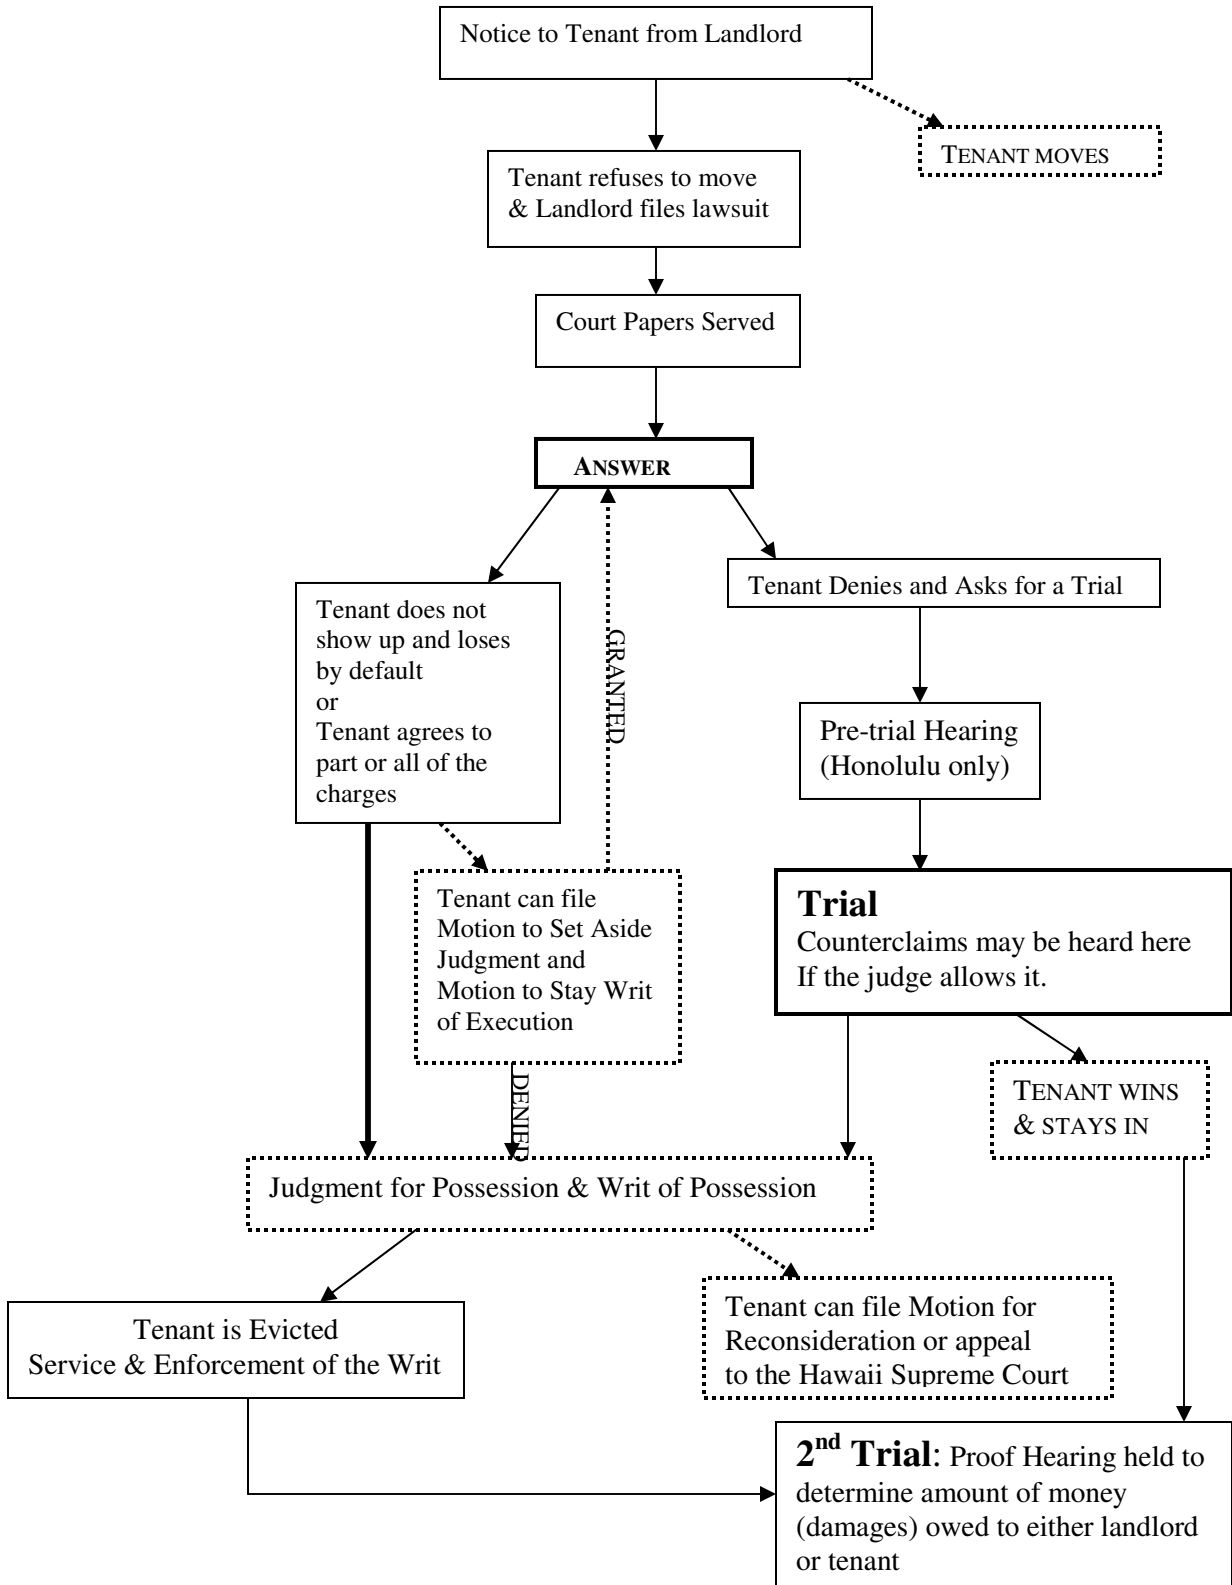 Notice to Tenant from Landlord
TENANT MOVES
Tenant refuses to move
& Landlord files lawsuit
Court Papers Served
ANSWER
Tenant Denies and Asks for a Trial
Tenant does not
show up and loses
by default
or
Tenant agrees to
part or all of the
charges
GRANTED
Pre-trial Hearing
(Honolulu only)
Tenant can file
Motion to Set Aside
Judgment and
Motion to Stay Writ
of Execution
Trial
Counterclaims may be heard here
If the judge allows it.
DENIED
TENANT WINS
& STAYS IN
Judgment for Possession & Writ of Possession
Tenant is Evicted
Service & Enforcement of the Writ
Tenant can file Motion for
Reconsideration or appeal
to the Hawaii Supreme Court
2nd Trial: Proof Hearing held to
determine amount of money
(damages) owed to either landlord
or tenant